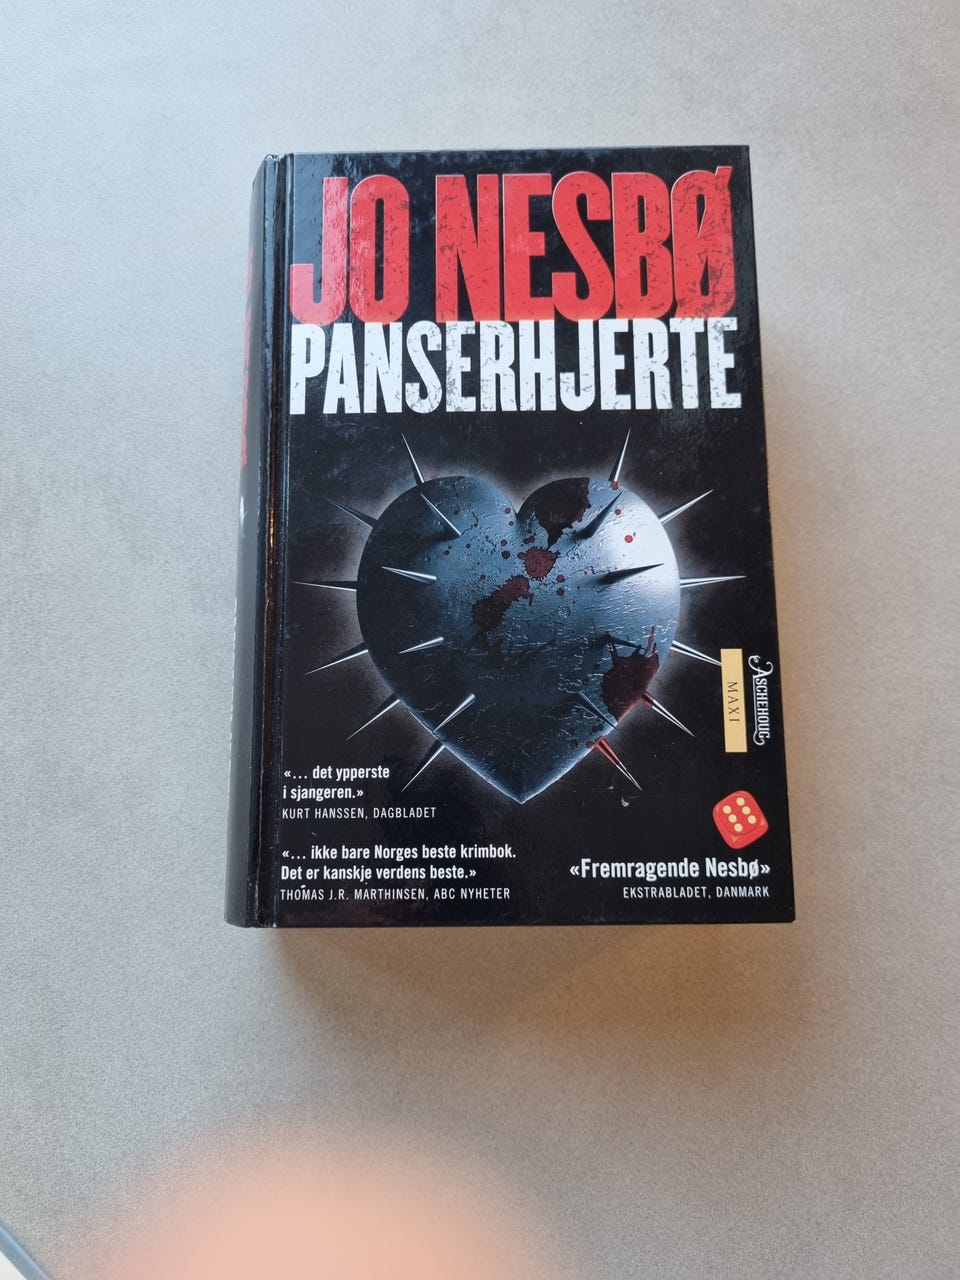 JO NESBØ
PANSERHJERTE
ASCHEHOUG
MAXI
«... det ypperste
i sjangeren.»
KURT HANSSEN, DAGBLADET
«... ikke bare Norges beste krimbok.
Det er kanskje verdens beste.»
THOMAS J.R. MARTHINSEN, ABC NYHETER
«Fremragende Nesbø»
EKSTRABLADET, DANMARK